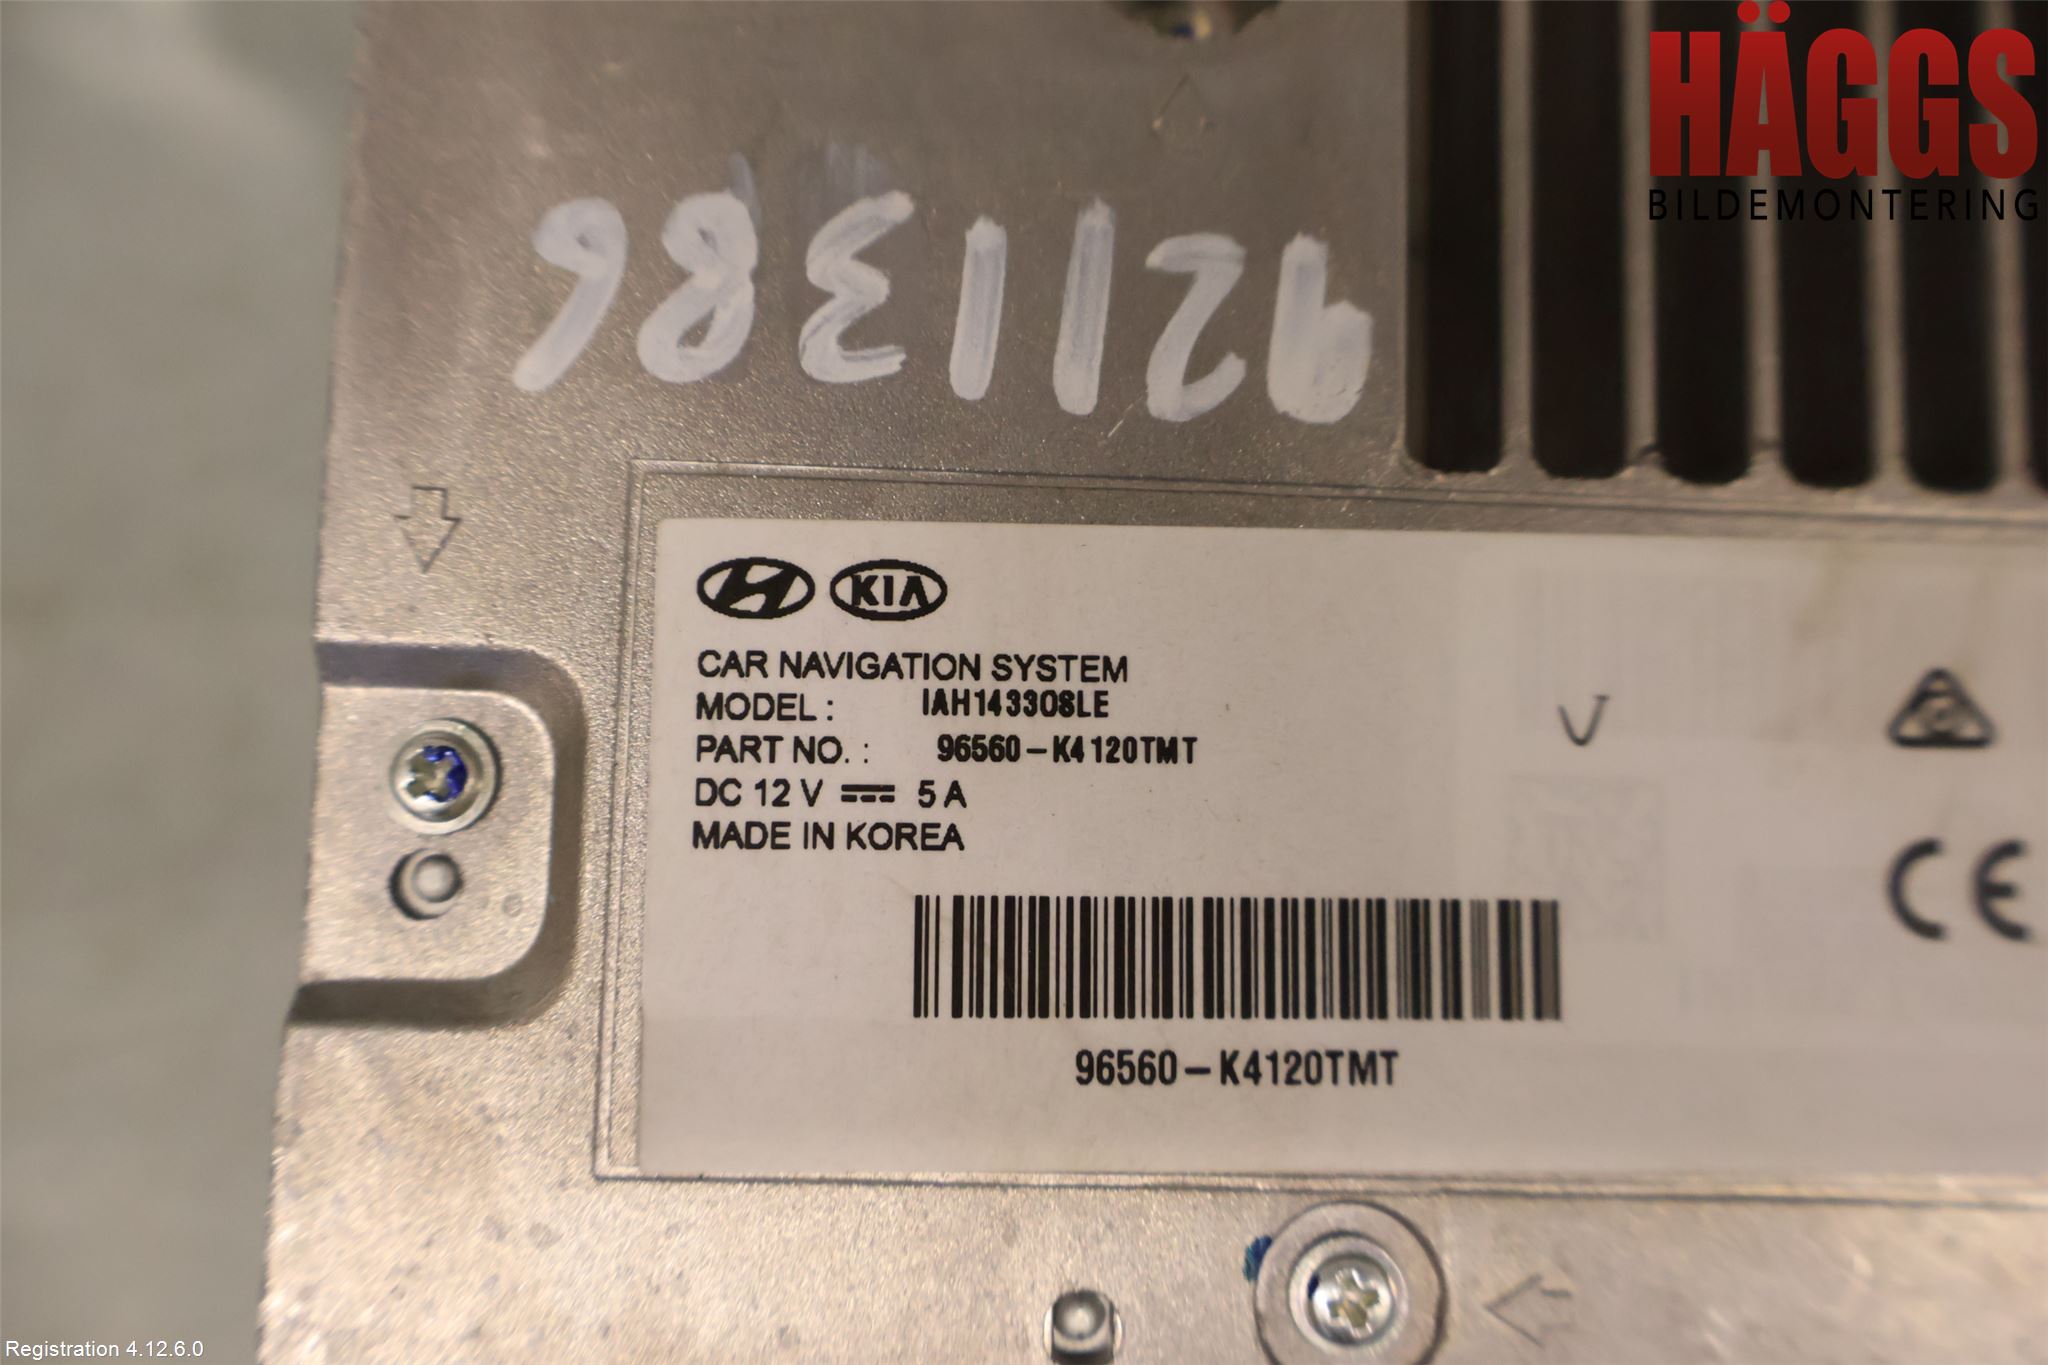 HÄGGS
BILDEMONTERING
9211386
KIA
CAR NAVIGATION SYSTEM
MODEL : IAH14330SLE
PART NO. : 96560-K4120TMT
DC 12 V ⎓ 5 A
MADE IN KOREA
V
CE
96560-K4120TMT
Registration 4.12.6.0